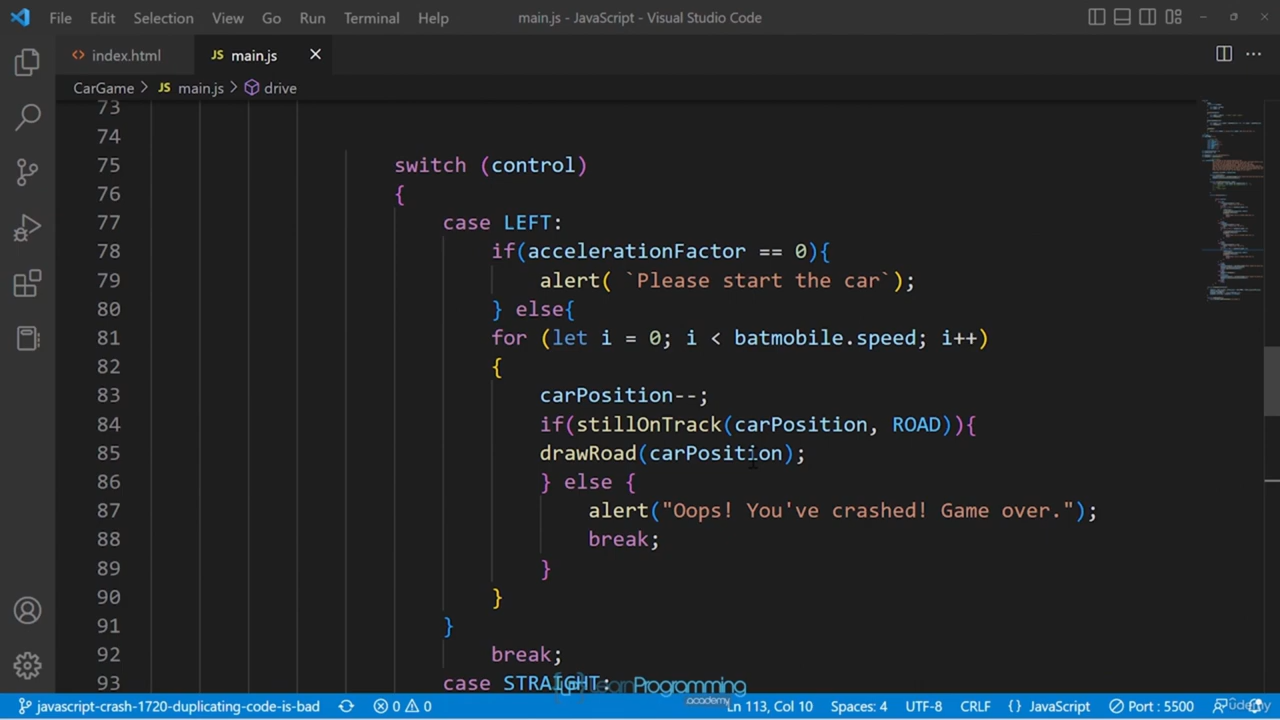 File Edit Selection View Go Run Terminal Help main.js - JavaScript - Visual Studio Code
<> index.html JS main.js
CarGame > JS main.js > drive
73
74
75 switch (control)
76 {
77 case LEFT:
78 if(accelerationFactor == 0){
79 alert( `Please start the car`);
80 } else{
81 for (let i = 0; i < batmobile.speed; i++)
82 {
83 carPosition--;
84 if(stillOnTrack(carPosition, ROAD)){
85 drawRoad(carPosition);
86 } else {
87 alert("Oops! You've crashed! Game over.");
88 break;
89 }
90 }
91 }
92 break;
93 case STRAIGHT:
LearnProgramming
academy
javascript-crash-1720-duplicating-code-is-bad 0 0 Ln 113, Col 10 Spaces: 4 UTF-8 CRLF {} JavaScript Port : 5500
Udemy